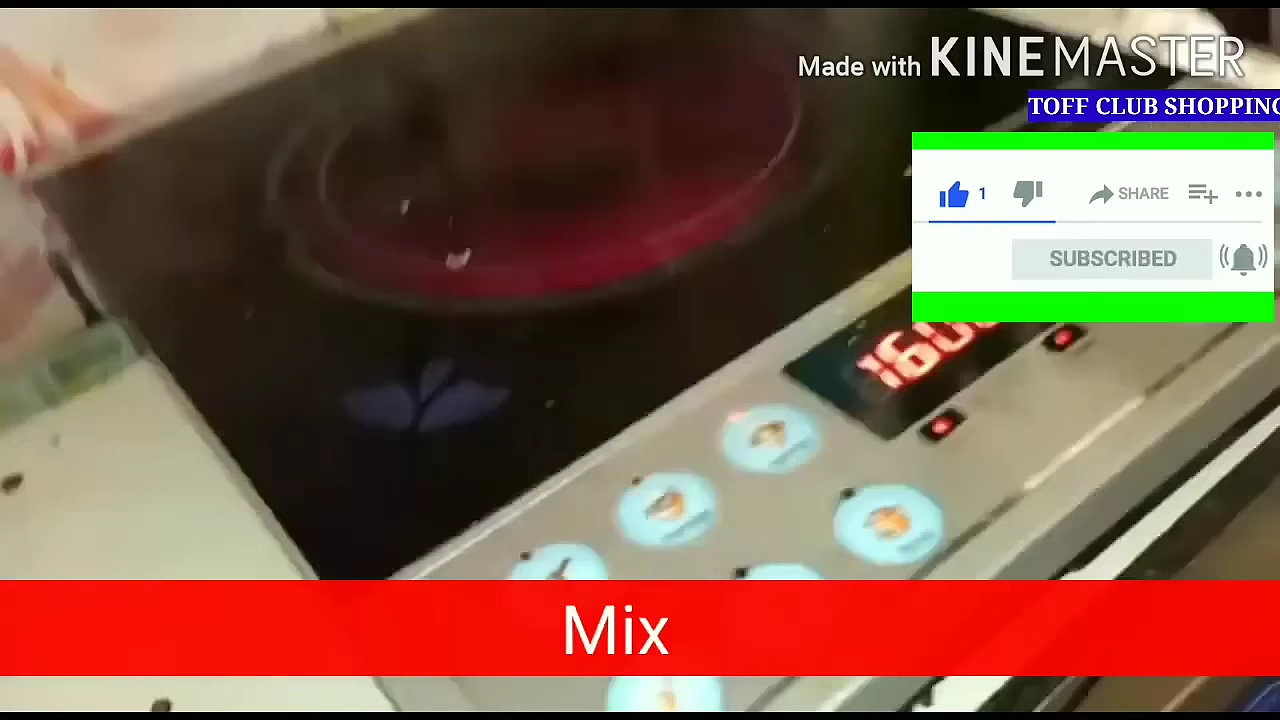 Made with KINEMASTER
TOFF CLUB SHOPPING
1
SHARE
SUBSCRIBED
Mix